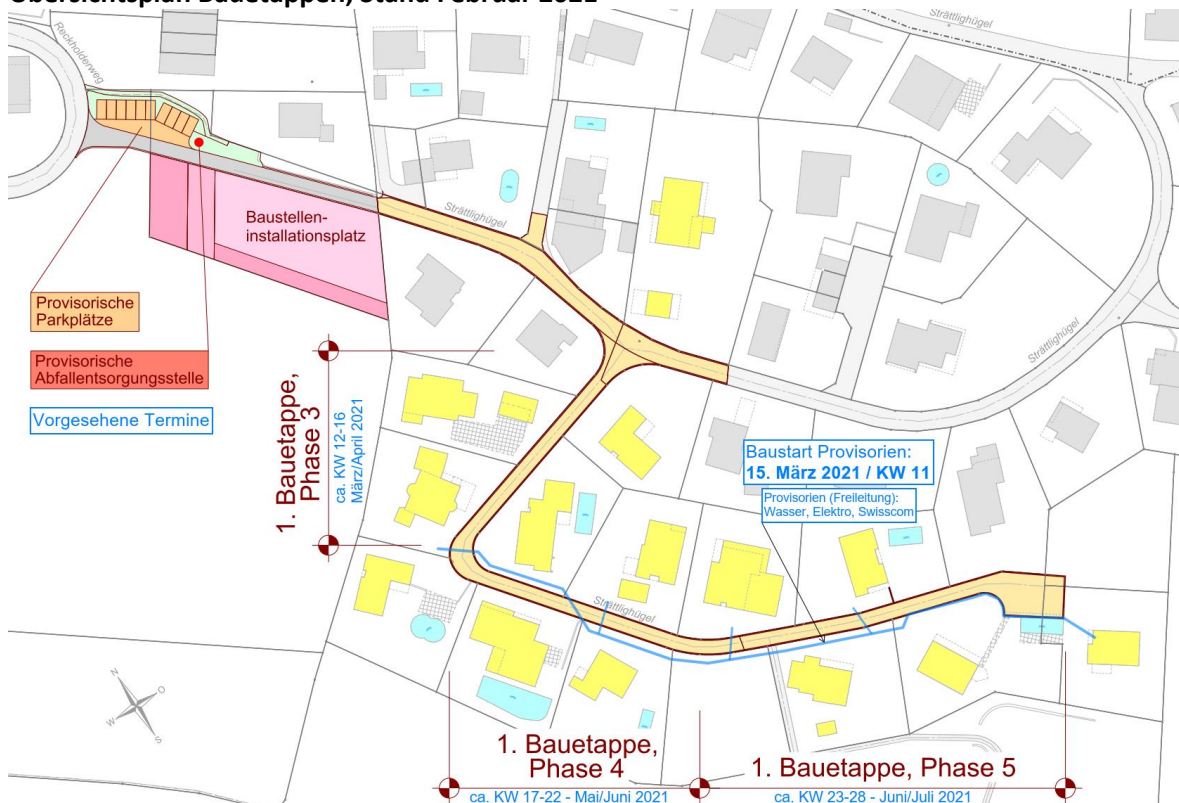 Übersichtsplan Bauetappen, Stand Februar 2021
Strättlighügel
Reckholderweg
Strättlighügel
Baustellen-
installationsplatz
Provisorische
Parkplätze
Provisorische
Abfallentsorgungsstelle
Vorgesehene Termine
1. Bauetappe,
Phase 3
ca. KW 12-16
März/April 2021
Strättlighügel
Baustart Provisorien:
15. März 2021 / KW 11
Provisorien (Freileitung):
Wasser, Elektro, Swisscom
Strättlighügel
N
O
W
S
1. Bauetappe,
Phase 4
ca. KW 17-22 - Mai/Juni 2021
1. Bauetappe, Phase 5
ca. KW 23-28 - Juni/Juli 2021